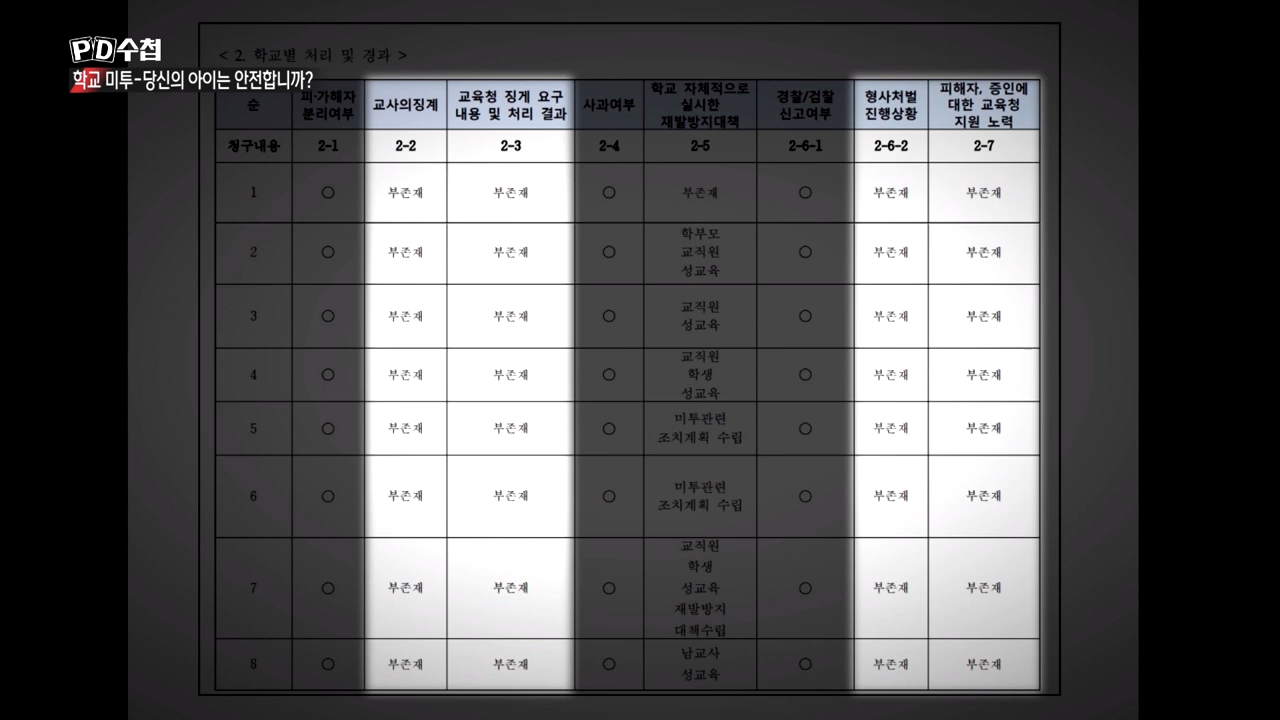 PD수첩
학교 미투-당신의 아이는 안전합니까?
< 2. 학교별 처리 및 경과 >
순 피·가해자 분리여부 교사의징계 교육청 징계 요구 내용 및 처리 결과 사과여부 학교 자체적으로 실시한 재발방지대책 경찰/검찰 신고여부 형사처벌 진행상황 피해자, 증인에 대한 교육청 지원 노력
청구내용 2-1 2-2 2-3 2-4 2-5 2-6-1 2-6-2 2-7
1 ○ 부존재 부존재 ○ 부존재 ○ 부존재 부존재
2 ○ 부존재 부존재 ○ 학부모 교직원 성교육 ○ 부존재 부존재
3 ○ 부존재 부존재 ○ 교직원 성교육 ○ 부존재 부존재
4 ○ 부존재 부존재 ○ 교직원 학생 성교육 ○ 부존재 부존재
5 ○ 부존재 부존재 ○ 미투관련 조치계획 수립 ○ 부존재 부존재
6 ○ 부존재 부존재 ○ 미투관련 조치계획 수립 ○ 부존재 부존재
7 ○ 부존재 부존재 ○ 교직원 학생 성교육 재발방지 대책수립 ○ 부존재 부존재
8 ○ 부존재 부존재 ○ 남교사 성교육 ○ 부존재 부존재